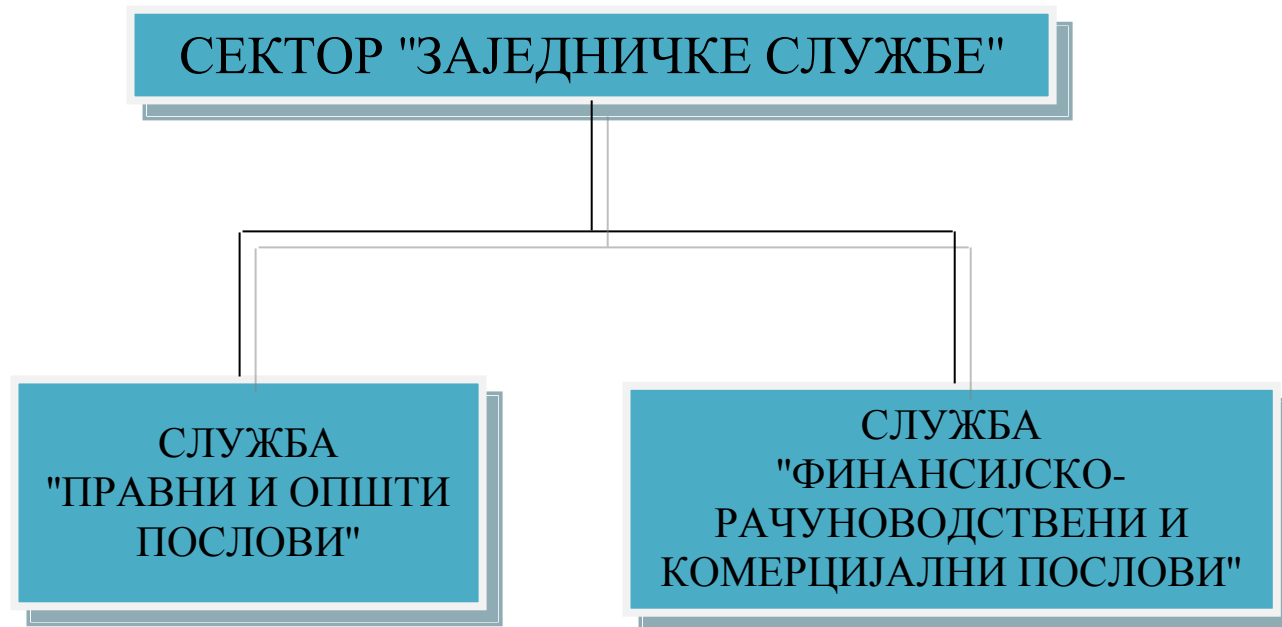 СЕКТОР "ЗАЈЕДНИЧКЕ СЛУЖБЕ"
СЛУЖБА
"ПРАВНИ И ОПШТИ
ПОСЛОВИ"
СЛУЖБА
"ФИНАНСИЈСКО-
РАЧУНОВОДСТВЕНИ И
КОМЕРЦИЈАЛНИ ПОСЛОВИ"